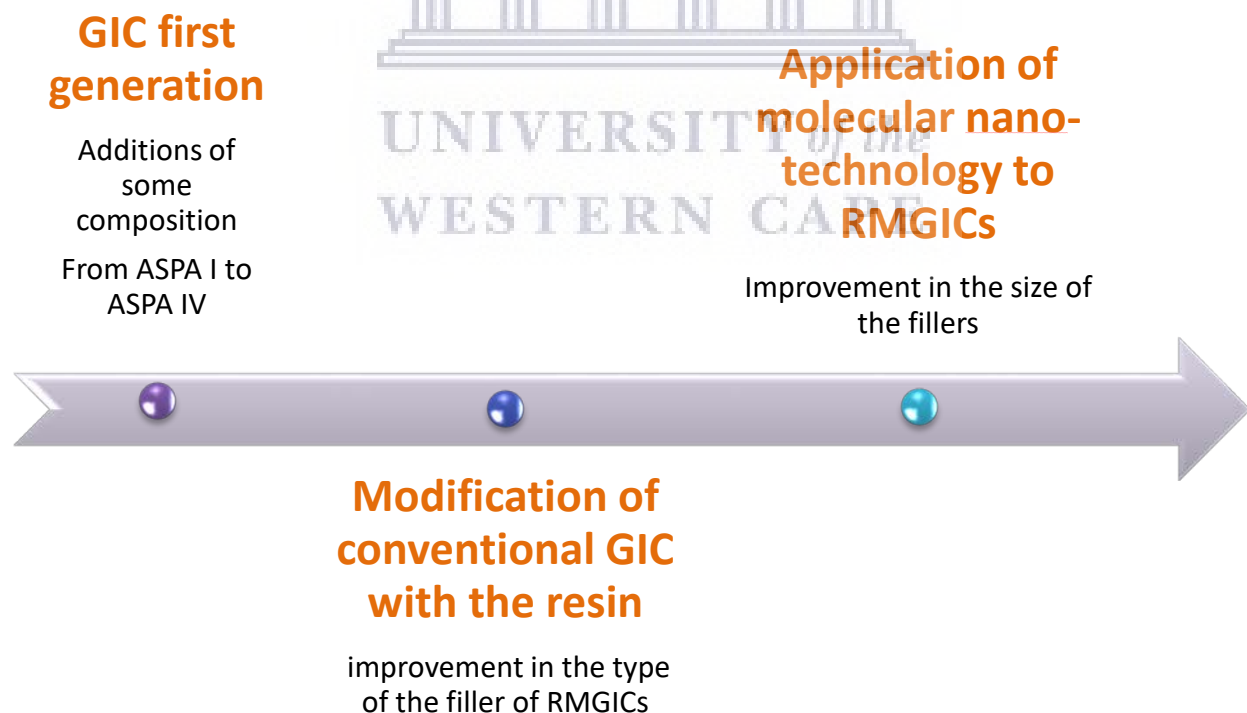 GIC first
generation
Additions of
some
composition
From ASPA I to
ASPA IV
UNIVERSITY of the
WESTERN CAPE
Application of
molecular nano-
technology to
RMGICs
Improvement in the size of
the fillers
Modification of
conventional GIC
with the resin
improvement in the type
of the filler of RMGICs